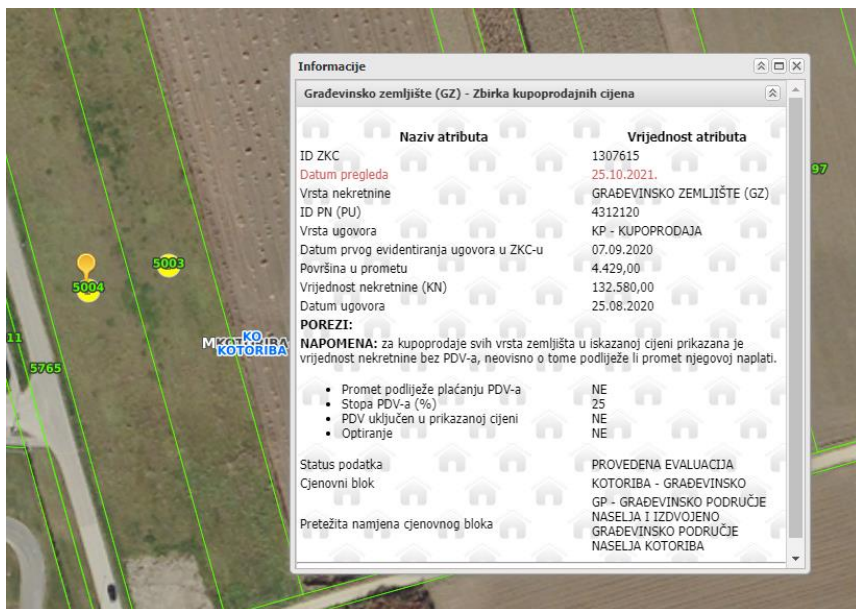 Informacije
Građevinsko zemljište (GZ) - Zbirka kupoprodajnih cijena
Naziv atributa Vrijednost atributa
ID ZKC 1307615
Datum pregleda 25.10.2021.
Vrsta nekretnine GRAĐEVINSKO ZEMLJIŠTE (GZ)
ID PN (PU) 4312120
Vrsta ugovora KP - KUPOPRODAJA
Datum prvog evidentiranja ugovora u ZKC-u 07.09.2020
Površina u prometu 4.429,00
Vrijednost nekretnine (KN) 132.580,00
Datum ugovora 25.08.2020
POREZI:
NAPOMENA: za kupoprodaje svih vrsta zemljišta u iskazanoj cijeni prikazana je
vrijednost nekretnine bez PDV-a, neovisno o tome podliježe li promet njegovoj naplati.
• Promet podliježe plaćanju PDV-a NE
• Stopa PDV-a (%) 25
• PDV uključen u prikazanoj cijeni NE
• Optiranje NE
Status podatka PROVEDENA EVALUACIJA
Cjenovni blok KOTORIBA - GRAĐEVINSKO
Pretežita namjena cjenovnog bloka GP - GRAĐEVINSKO PODRUČJE
NASELJA I IZDVOJENO
GRAĐEVINSKO PODRUČJE
NASELJA KOTORIBA
97
5003
5004
11
5765
KO
KOTORIBA